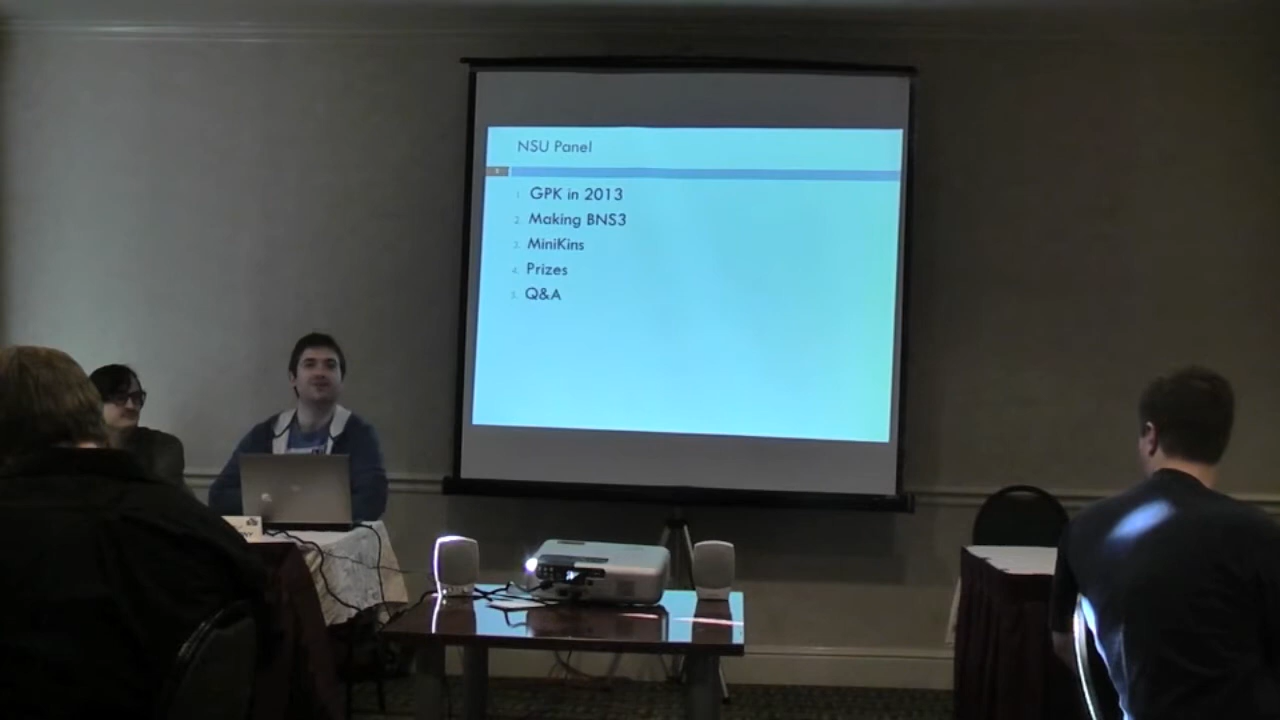 NSU Panel
1. GPK in 2013
2. Making BNS3
3. MiniKins
4. Prizes
5. Q&A